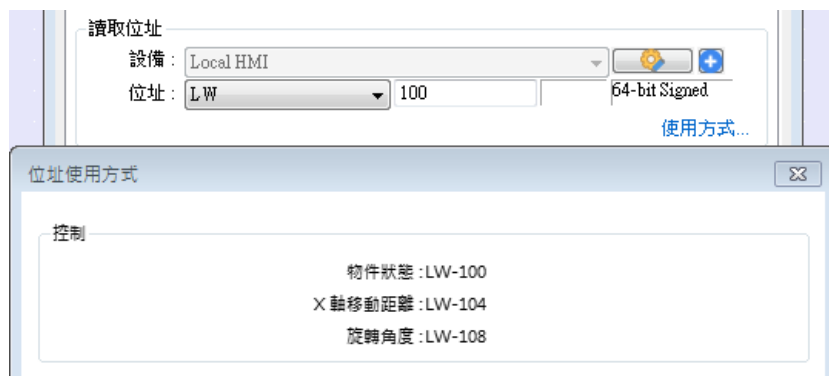 讀取位址
設備 : Local HMI
位址 : LW 100 64-bit Signed
使用方式...
位址使用方式
控制
物件狀態 :LW-100
X 軸移動距離 :LW-104
旋轉角度 :LW-108